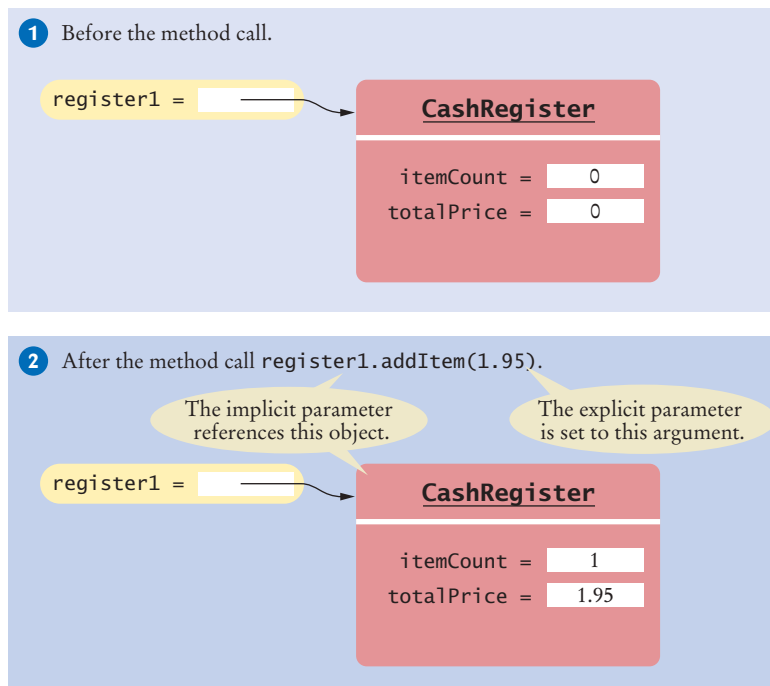 1 Before the method call.
register1 =
CashRegister
itemCount = 0
totalPrice = 0
2 After the method call register1.addItem(1.95).
The implicit parameter
references this object.
The explicit parameter
is set to this argument.
register1 =
CashRegister
itemCount = 1
totalPrice = 1.95